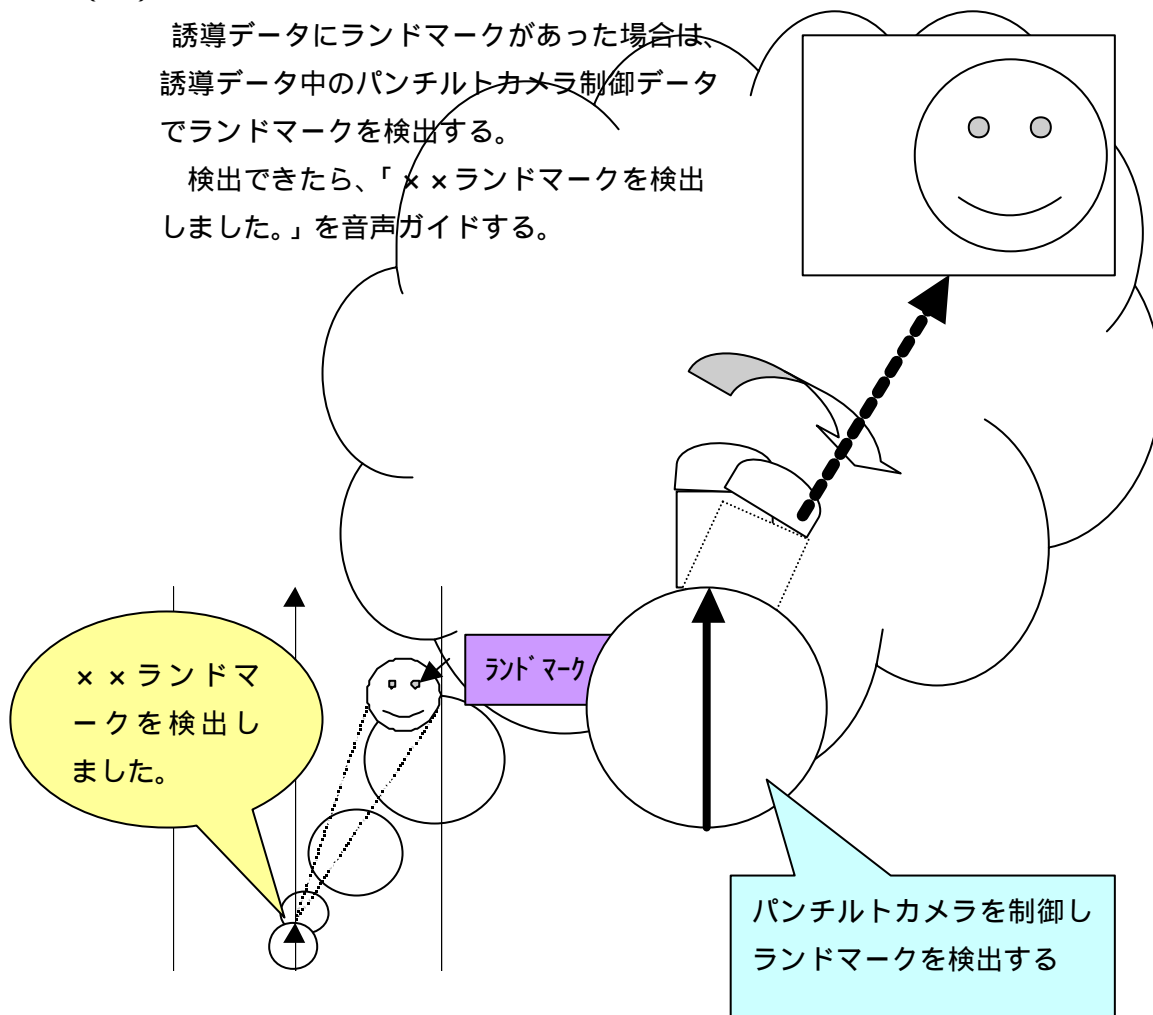 誘導データにランドマークがあった場合は、
誘導データ中のパンチルトカメラ制御データ
でランドマークを検出する。
検出できたら、「××ランドマークを検出
しました。」を音声ガイドする。
ﾗﾝﾄﾞﾏｰｸ
××ランドマ
ークを検出し
ました。
パンチルトカメラを制御し
ランドマークを検出する